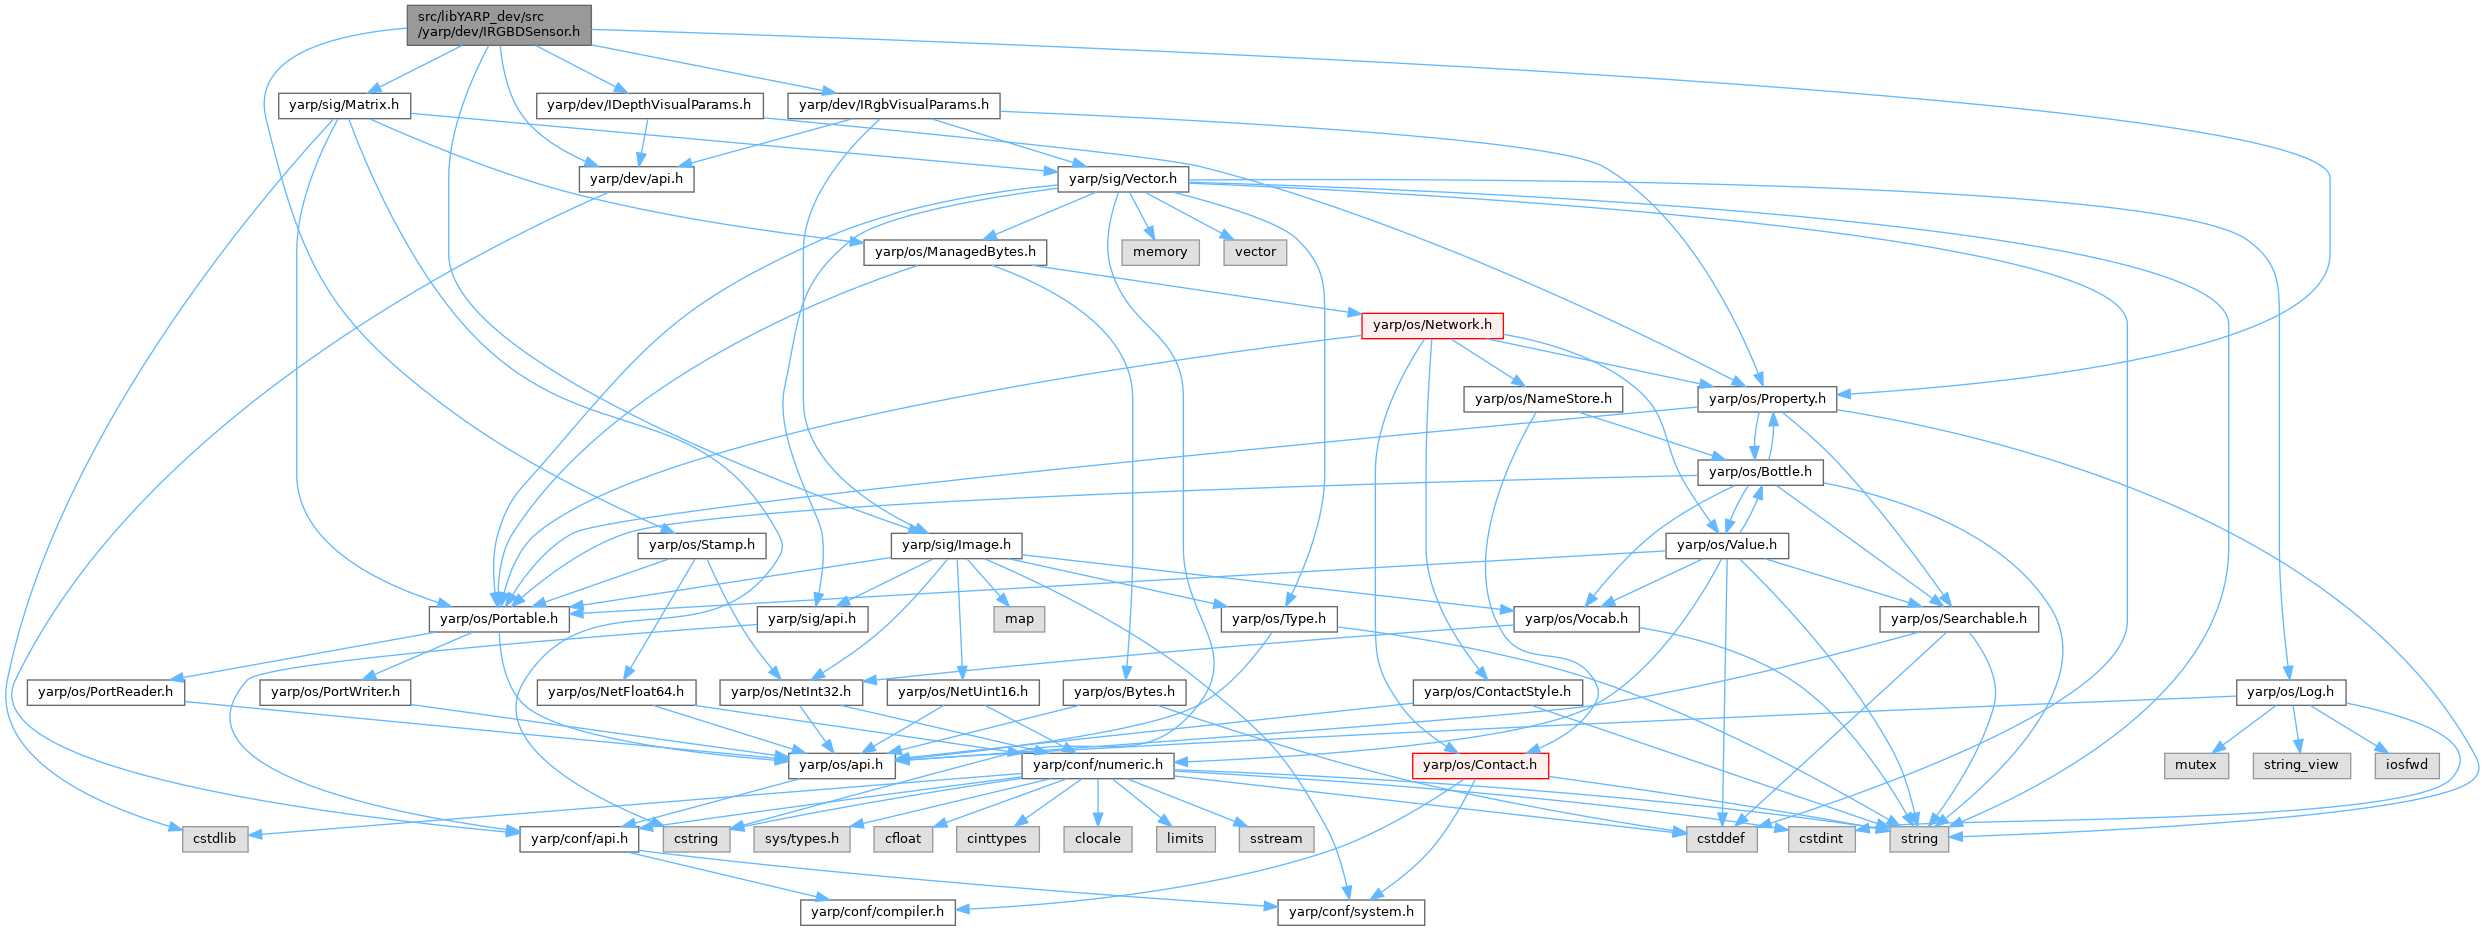 src/libYARP_dev/src
/yarp/dev/IRGBDSensor.h
yarp/sig/Matrix.h
yarp/dev/IDepthVisualParams.h
yarp/dev/IRgbVisualParams.h
yarp/dev/api.h
yarp/sig/Vector.h
yarp/os/ManagedBytes.h
memory
vector
yarp/os/Network.h
yarp/os/NameStore.h
yarp/os/Property.h
yarp/os/Bottle.h
yarp/os/Stamp.h
yarp/sig/Image.h
yarp/os/Value.h
yarp/os/Portable.h
yarp/sig/api.h
map
yarp/os/Type.h
yarp/os/Vocab.h
yarp/os/Searchable.h
yarp/os/PortReader.h
yarp/os/PortWriter.h
yarp/os/NetFloat64.h
yarp/os/NetInt32.h
yarp/os/NetUint16.h
yarp/os/Bytes.h
yarp/os/ContactStyle.h
yarp/os/Log.h
yarp/os/api.h
yarp/conf/numeric.h
yarp/os/Contact.h
mutex
string_view
iosfwd
cstdlib
yarp/conf/api.h
cstring
sys/types.h
cfloat
cinttypes
clocale
limits
sstream
cstddef
cstdint
string
yarp/conf/compiler.h
yarp/conf/system.h